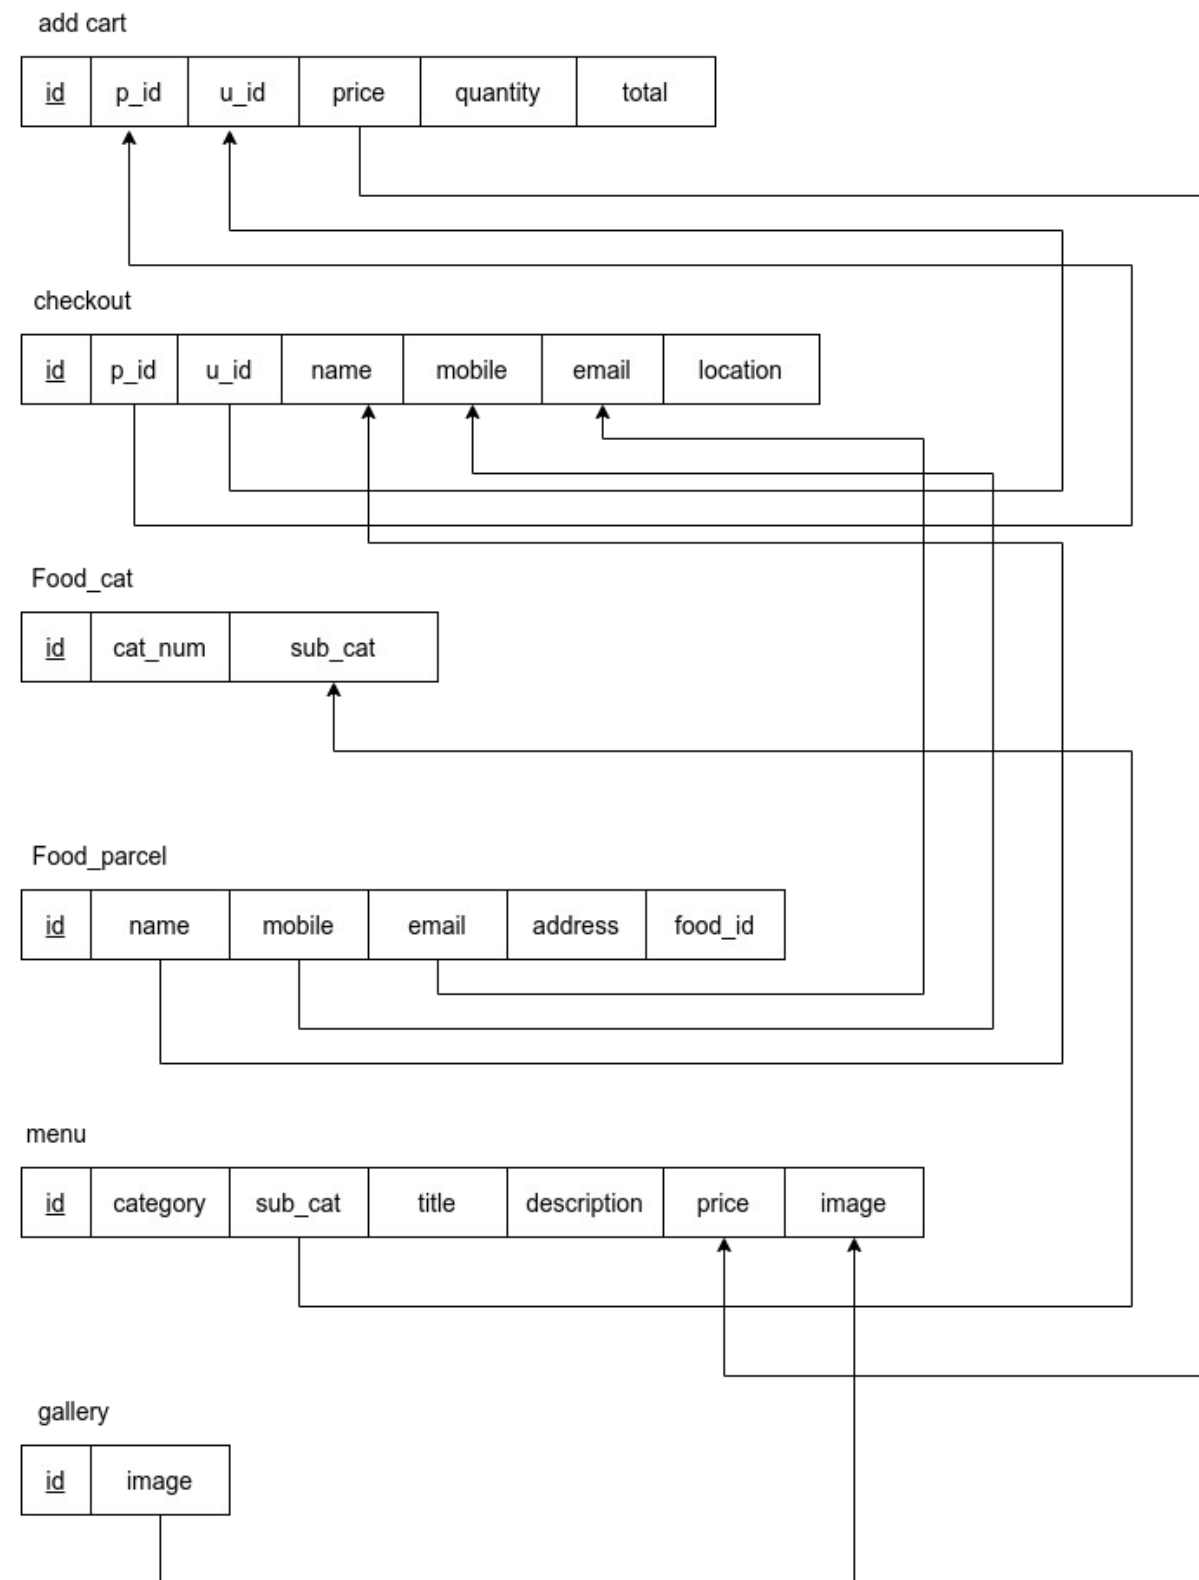 add cart
id p_id u_id price quantity total
checkout
id p_id u_id name mobile email location
Food_cat
id cat_num sub_cat
Food_parcel
id name mobile email address food_id
menu
id category sub_cat title description price image
gallery
id image